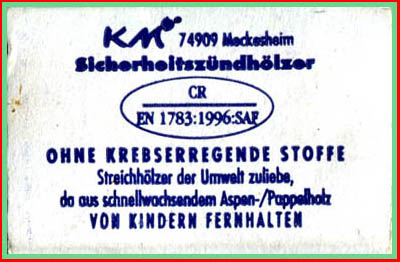 KM 74909 Meckesheim
Sicherheitszündhölzer
CR
EN 1783:1996:SAF
OHNE KREBSERREGENDE STOFFE
Streichhölzer der Umwelt zuliebe,
da aus schnellwachsendem Aspen-/Pappelholz
VON KINDERN FERNHALTEN